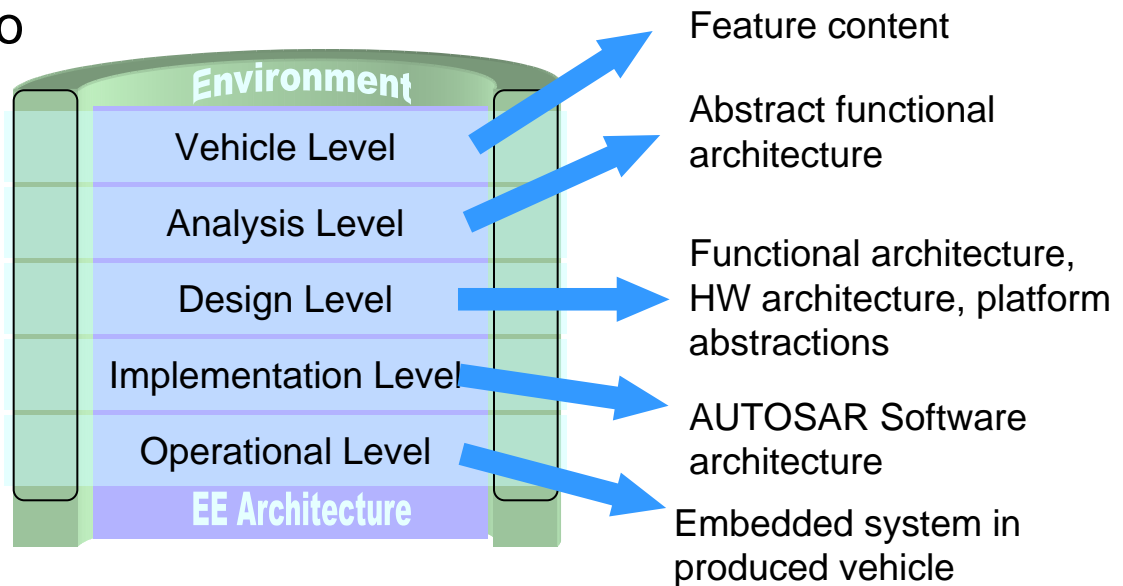 o
Environment
Vehicle Level
Analysis Level
Design Level
Implementation Level
Operational Level
EE Architecture
Feature content
Abstract functional
architecture
Functional architecture,
HW architecture, platform
abstractions
AUTOSAR Software
architecture
Embedded system in
produced vehicle